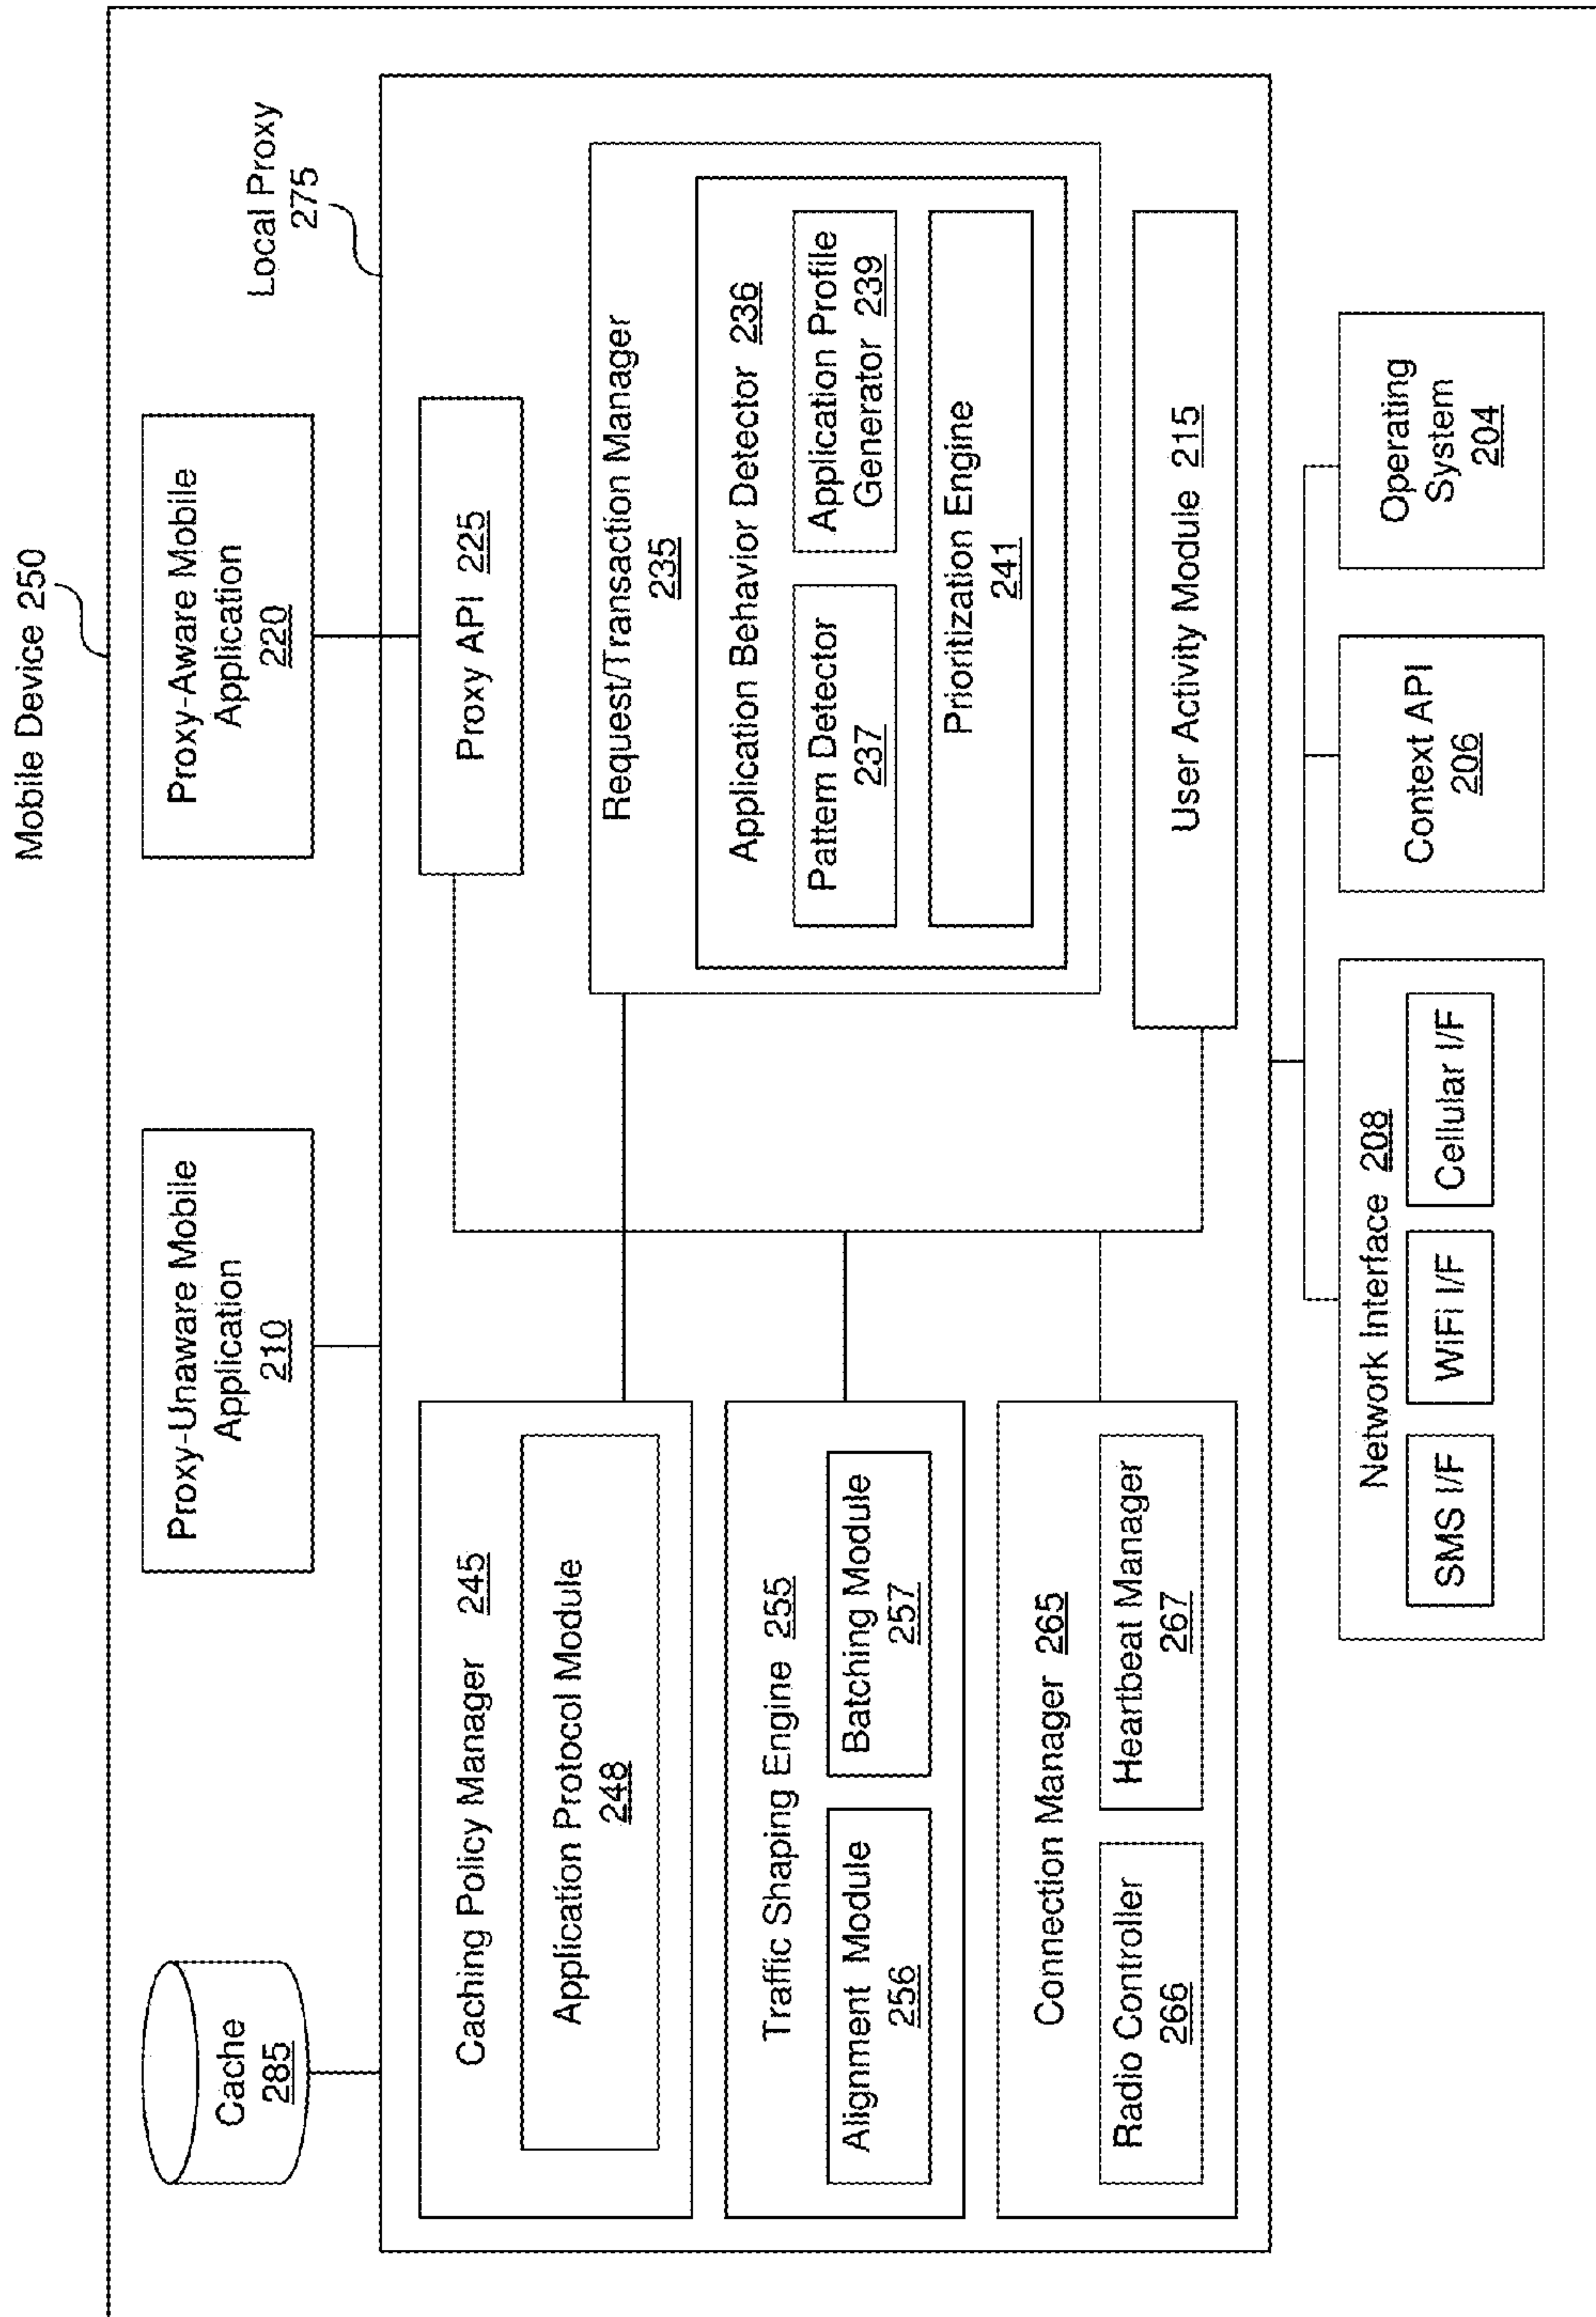 Mobile Device 250
Local Proxy
275
Cache
285
Proxy-Unaware Mobile
Application
210
Proxy-Aware Mobile
Application
220
Proxy API 225
Caching Policy Manager 245
Application Protocol Module
248
Traffic Shaping Engine 255
Alignment Module
256
Batching Module
257
Connection Manager 265
Radio Controller
266
Heartbeat Manager
267
Request/Transaction Manager
235
Application Behavior Detector 236
Pattern Detector
237
Application Profile
Generator 239
Prioritization Engine
241
User Activity Module 215
Network Interface 208
SMS I/F
WiFi I/F
Cellular I/F
Context API
206
Operating
System
204